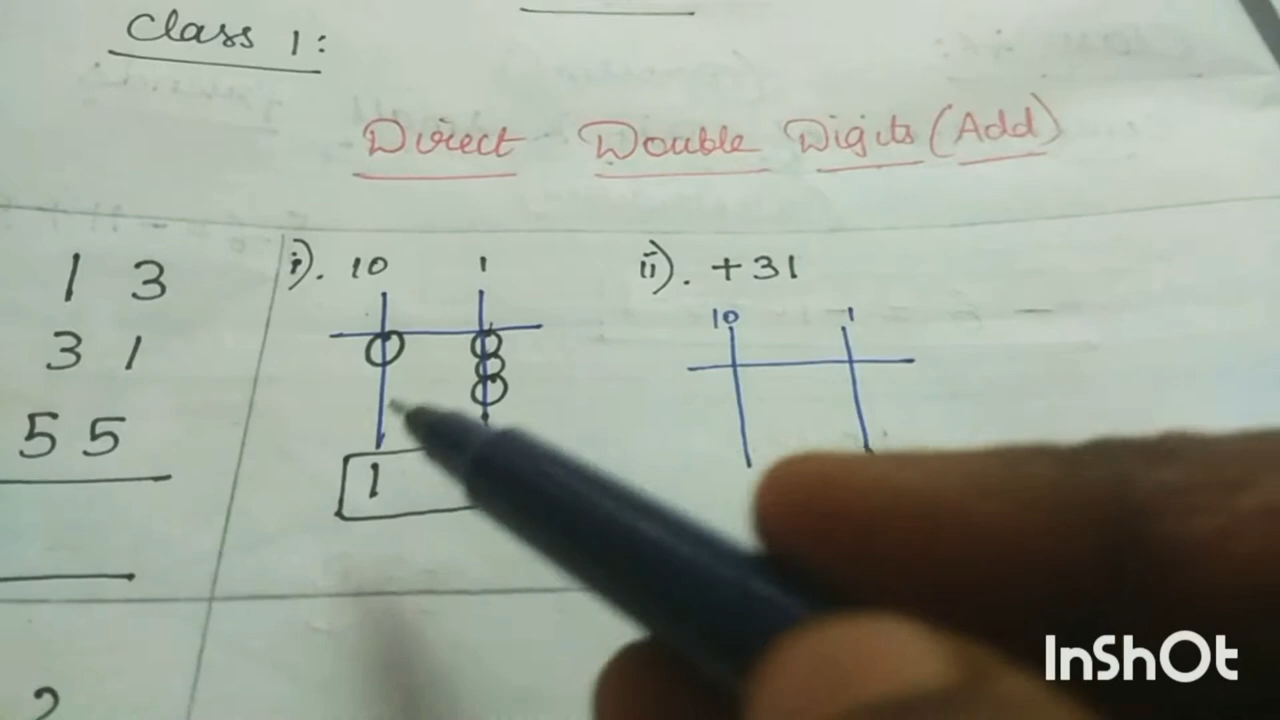 Class 1:
Direct Double Digits (Add)
1 3
3 1
5 5
i). 10 1
1
ii). +31
10 1
2
InShOt